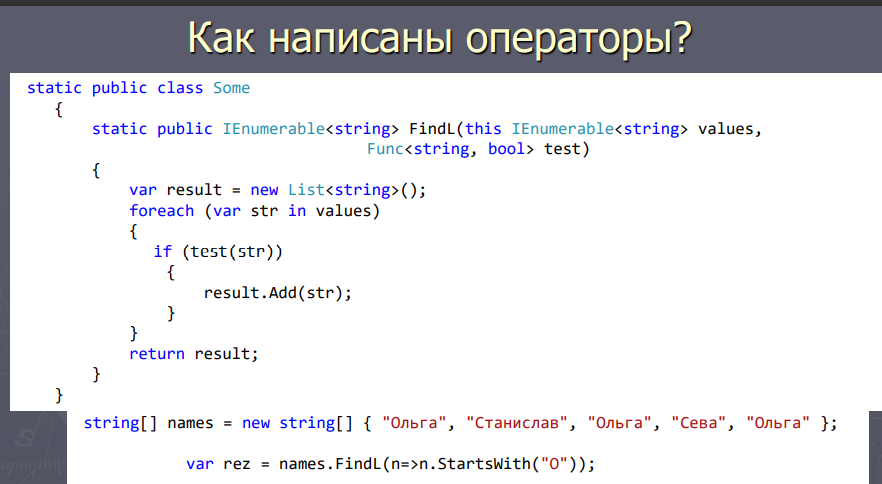 Как написаны операторы?
static public class Some
{
static public IEnumerable<string> FindL(this IEnumerable<string> values,
Func<string, bool> test)
{
var result = new List<string>();
foreach (var str in values)
{
if (test(str))
{
result.Add(str);
}
}
return result;
}
}
string[] names = new string[] { "Ольга", "Станислав", "Ольга", "Сева", "Ольга" };
var rez = names.FindL(n=>n.StartsWith("О"));